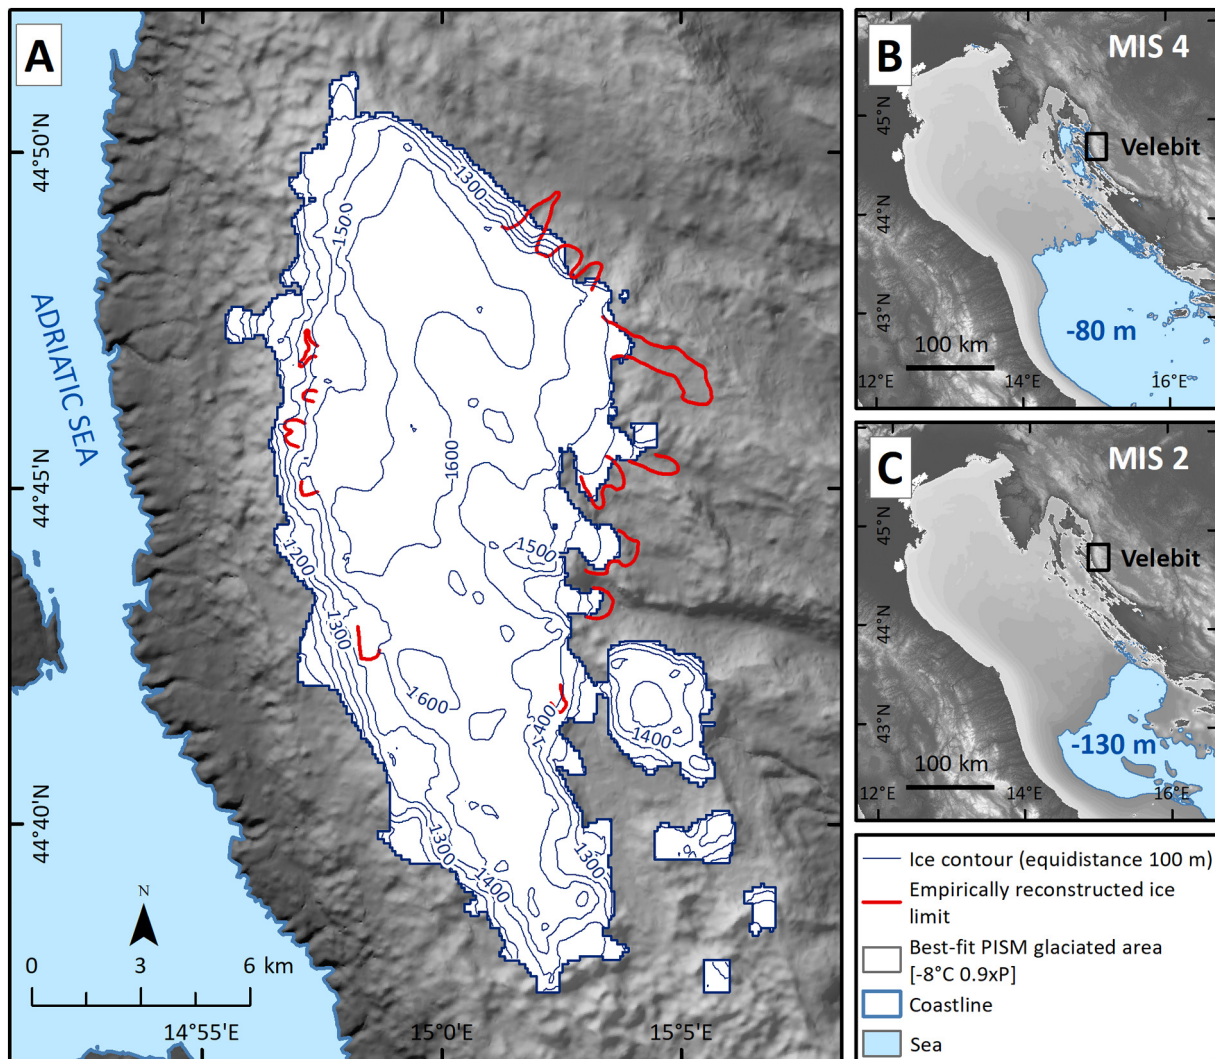 A
44°50'N
44°45'N
44°40'N
ADRIATIC SEA
1300
1500
1600
1500
1200
1300
1600
1400
1400
1300
1400
1300
N
0 3 6 km
14°55'E 15°0'E 15°5'E
B
MIS 4
45°N
44°N
43°N
Velebit
-80 m
100 km
12°E 14°E 16°E
C
MIS 2
45°N
44°N
43°N
Velebit
-130 m
100 km
12°E 14°E 16°E
Ice contour (equidistance 100 m)
Empirically reconstructed ice
limit
Best-fit PISM glaciated area
[-8°C 0.9xP]
Coastline
Sea